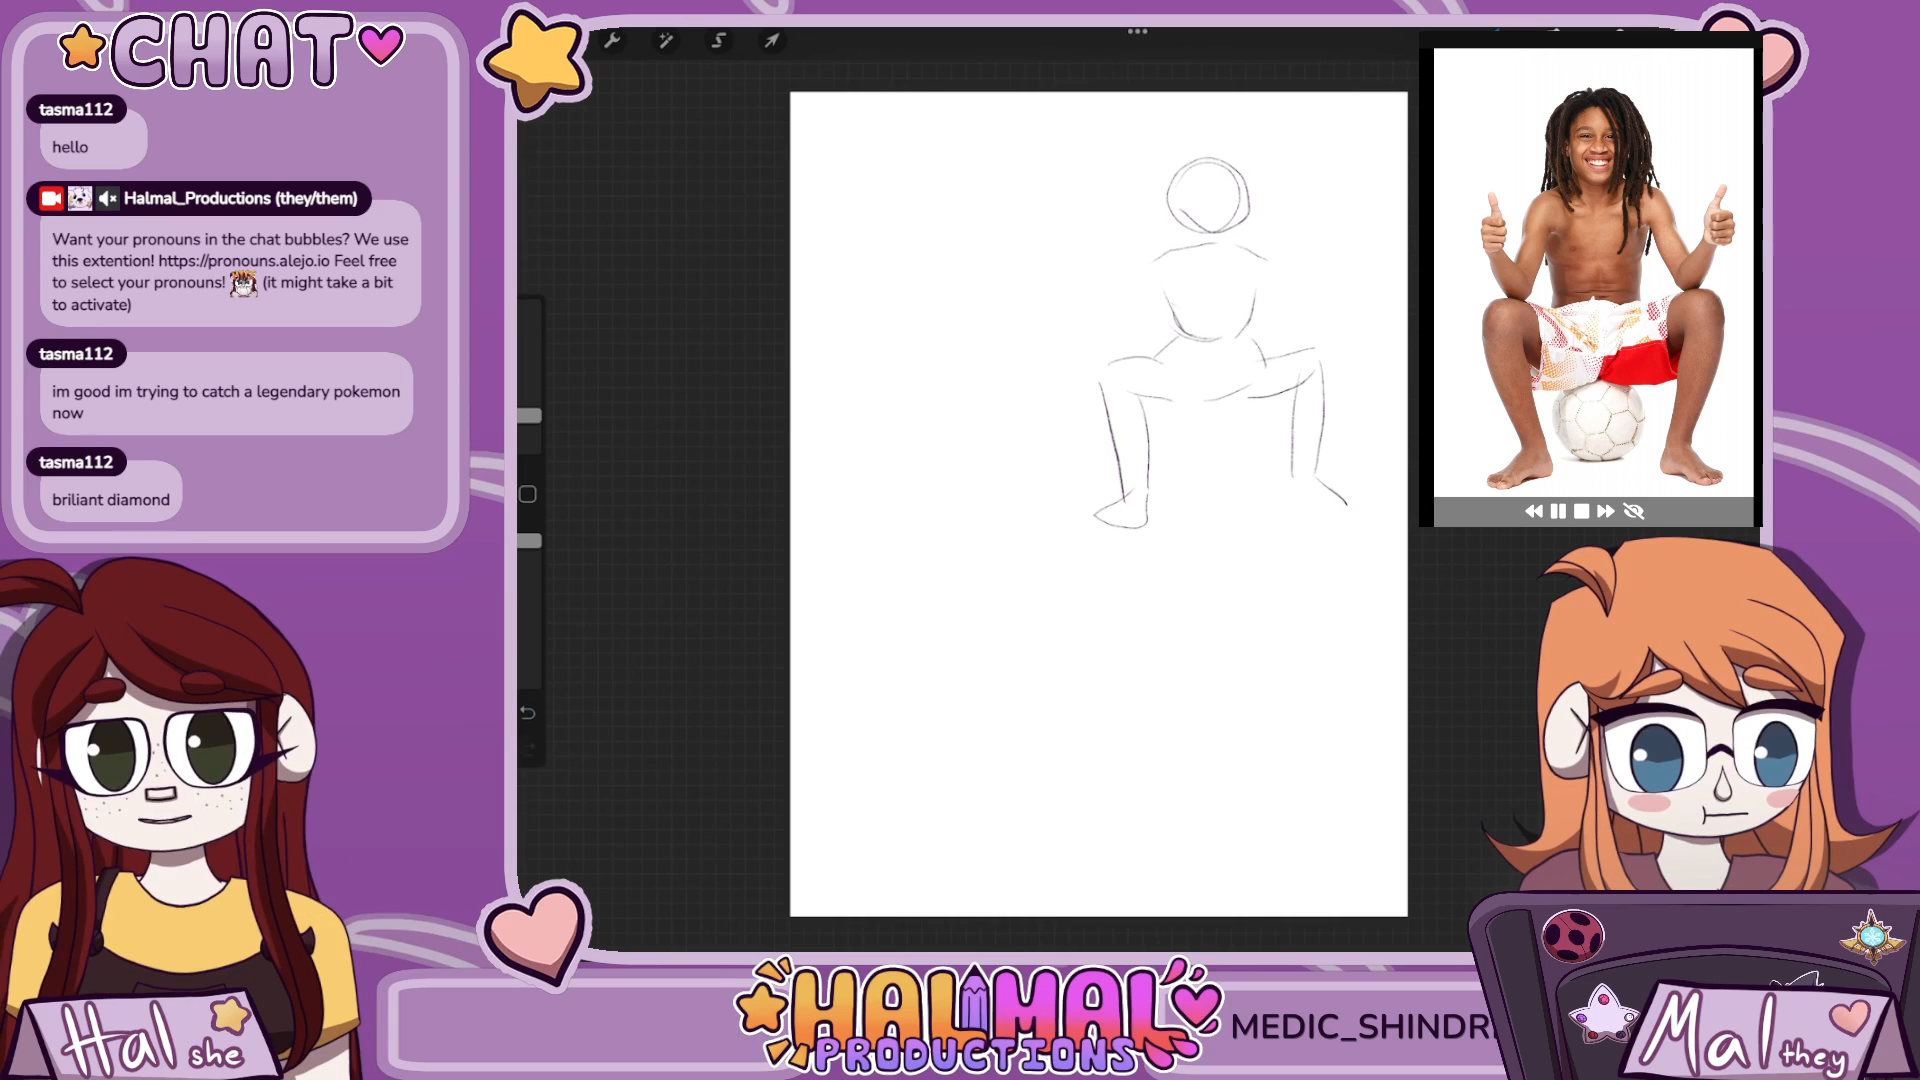 CHAT
tasma112
hello
Halmal_Productions (they/them)
Want your pronouns in the chat bubbles? We use
this extention! https://pronouns.alejo.io Feel free
to select your pronouns! (it might take a bit
to activate)
tasma112
im good im trying to catch a legendary pokemon
now
tasma112
briliant diamond
Hal she
HALMAL
PRODUCTIONS
MEDIC_SHINDR
Mal they